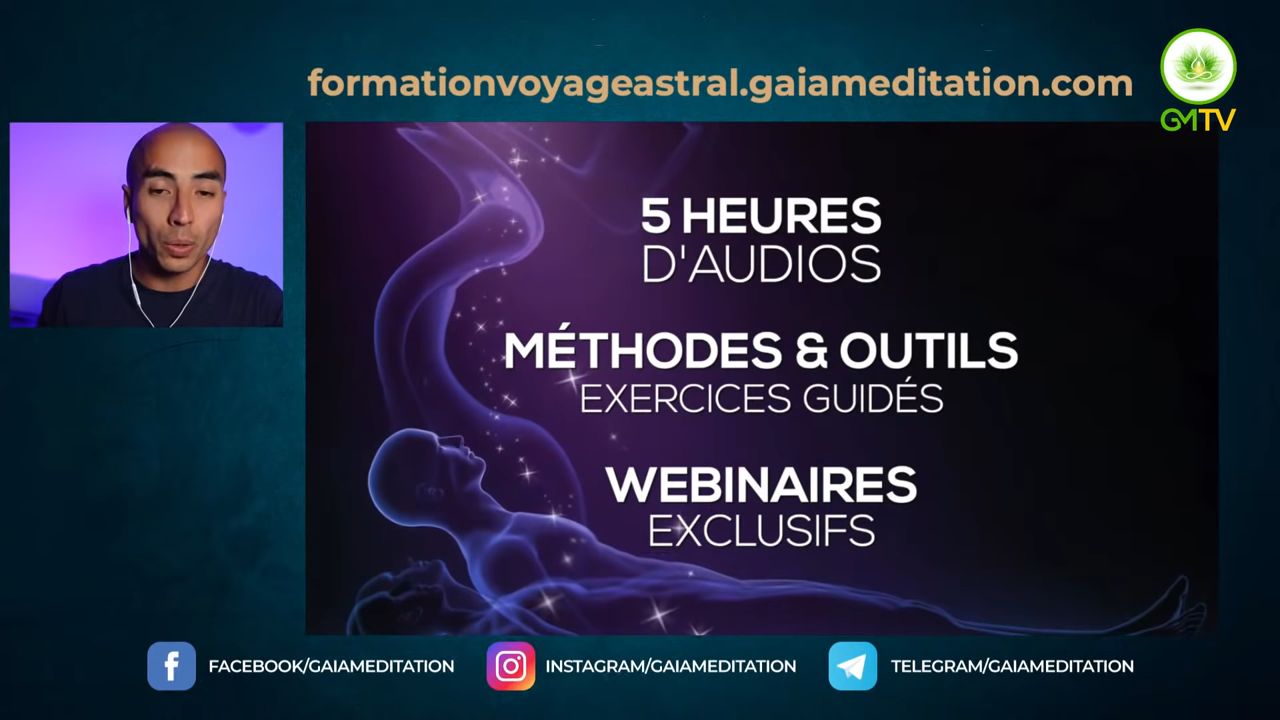 formationvoyageastral.gaiameditation.com
GMTV
5 HEURES
D'AUDIOS
MÉTHODES & OUTILS
EXERCICES GUIDÉS
WEBINAIRES
EXCLUSIFS
FACEBOOK/GAIAMEDITATION
INSTAGRAM/GAIAMEDITATION
TELEGRAM/GAIAMEDITATION